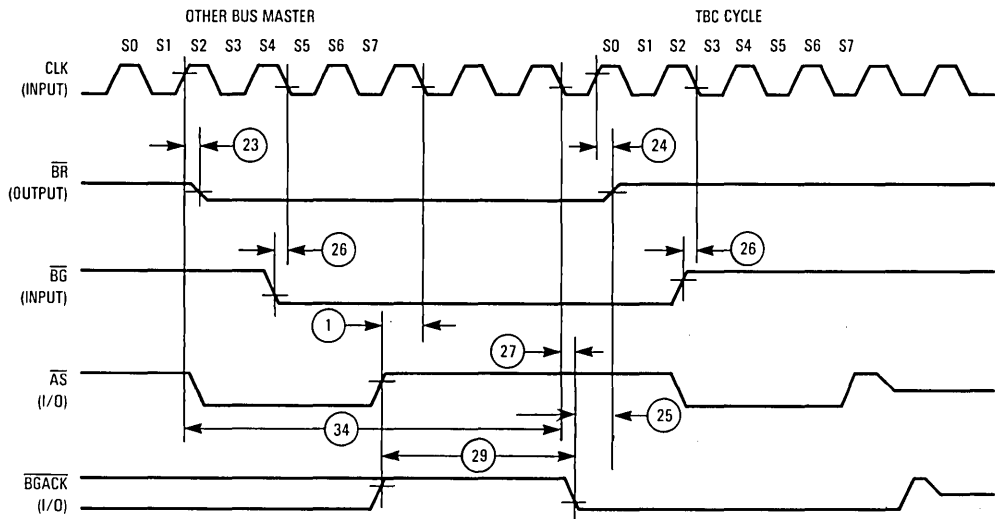 OTHER BUS MASTER TBC CYCLE
S0 S1 S2 S3 S4 S5 S6 S7 S0 S1 S2 S3 S4 S5 S6 S7
CLK
(INPUT)
23 24
BR
(OUTPUT)
26 26
BG
(INPUT)
1
27
AS
(I/O)
25
34
29
BGACK
(I/O)